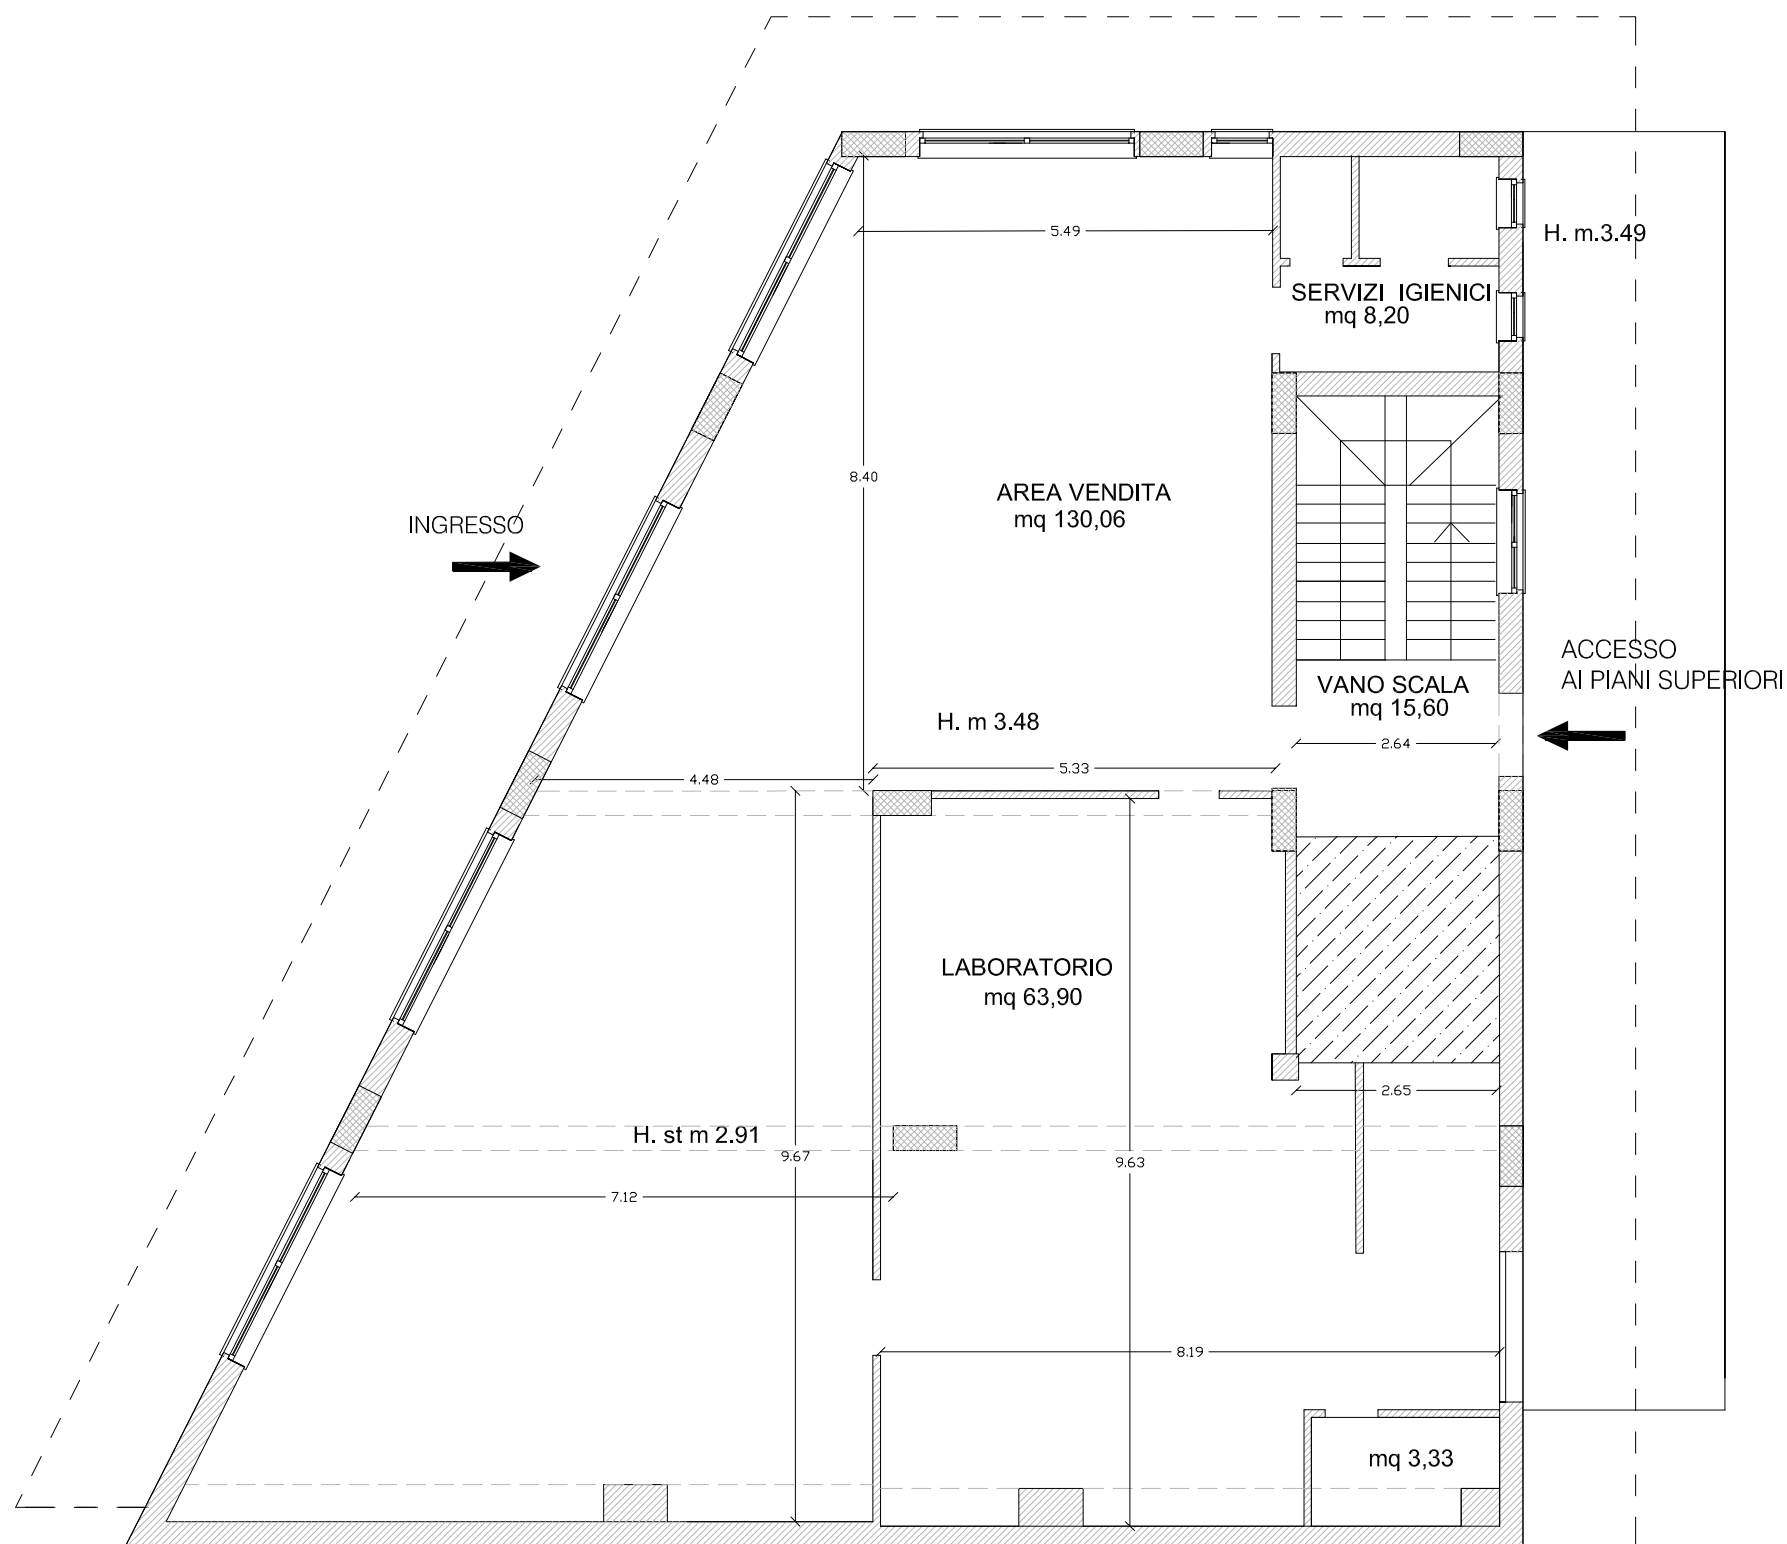 5.49
H. m.3.49
SERVIZI IGIENICI
mq 8,20
8.40
AREA VENDITA
mq 130,06
INGRESSO
ACCESSO
AI PIANI SUPERIORI
VANO SCALA
mq 15,60
H. m 3.48
2.64
5.33
4.48
LABORATORIO
mq 63,90
2.65
H. st m 2.91
9.67
9.63
7.12
8.19
mq 3,33